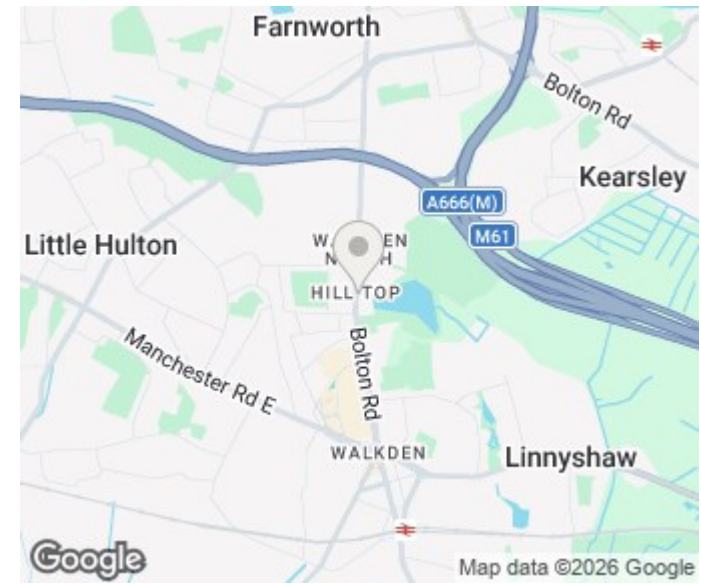 Farnworth
Bolton Rd
Kearsley
A666(M)
M61
Little Hulton
HILL TOP
Bolton Rd
Manchester Rd E
WALKDEN
Linnyshaw
Google
Map data ©2026 Google